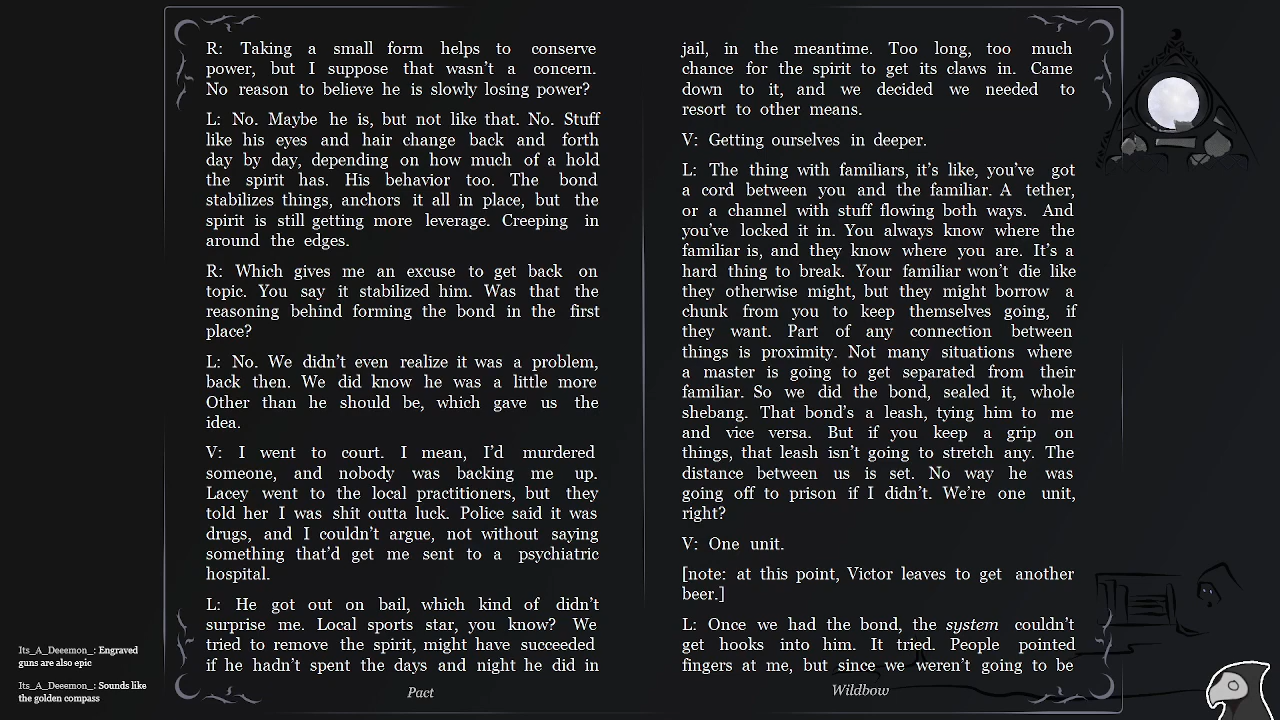 R: Taking a small form helps to conserve
power, but I suppose that wasn't a concern.
No reason to believe he is slowly losing power?
L: No. Maybe he is, but not like that. No. Stuff
like his eyes and hair change back and forth
day by day, depending on how much of a hold
the spirit has. His behavior too. The bond
stabilizes things, anchors it all in place, but the
spirit is still getting more leverage. Creeping in
around the edges.
R: Which gives me an excuse to get back on
topic. You say it stabilized him. Was that the
reasoning behind forming the bond in the first
place?
L: No. We didn't even realize it was a problem,
back then. We did know he was a little more
Other than he should be, which gave us the
idea.
V: I went to court. I mean, I'd murdered
someone, and nobody was backing me up.
Lacey went to the local practitioners, but they
told her I was shit outta luck. Police said it was
drugs, and I couldn't argue, not without saying
something that'd get me sent to a psychiatric
hospital.
L: He got out on bail, which kind of didn't
surprise me. Local sports star, you know? We
tried to remove the spirit, might have succeeded
if he hadn't spent the days and night he did in
Pact
jail, in the meantime. Too long, too much
chance for the spirit to get its claws in. Came
down to it, and we decided we needed to
resort to other means.
V: Getting ourselves in deeper.
L: The thing with familiars, it's like, you've got
a cord between you and the familiar. A tether,
or a channel with stuff flowing both ways. And
you've locked it in. You always know where the
familiar is, and they know where you are. It's a
hard thing to break. Your familiar won't die like
they otherwise might, but they might borrow a
chunk from you to keep themselves going, if
they want. Part of any connection between
things is proximity. Not many situations where
a master is going to get separated from their
familiar. So we did the bond, sealed it, whole
shebang. That bond's a leash, tying him to me
and vice versa. But if you keep a grip on
things, that leash isn't going to stretch any. The
distance between us is set. No way he was
going off to prison if I didn't. We're one unit,
right?
V: One unit.
[note: at this point, Victor leaves to get another
beer.]
L: Once we had the bond, the system couldn't
get hooks into him. It tried. People pointed
fingers at me, but since we weren't going to be
Wildbow
Its_A_Deeemon_: Engraved
guns are also epic
Its_A_Deeemon_: Sounds like
the golden compass